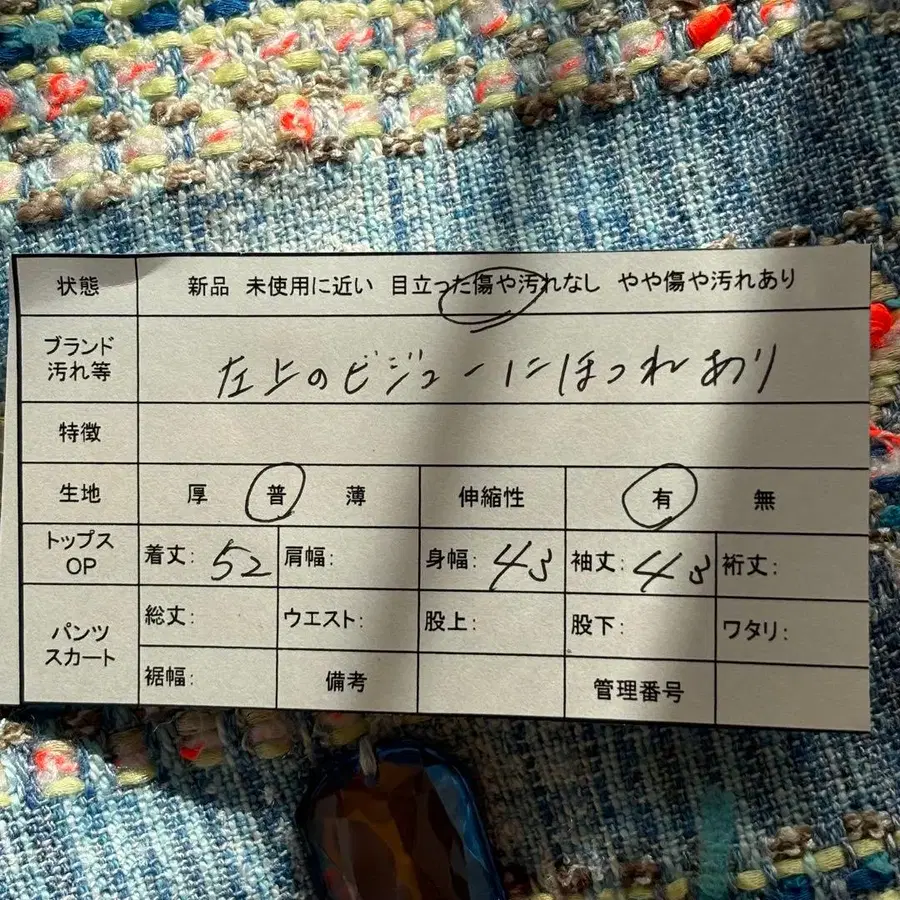 状態 新品 未使用に近い 目立った傷や汚れなし やや傷や汚れあり
ブランド
汚れ等 左上のビジューにほつれあり
特徴
生地 厚 普 薄 伸縮性 有 無
トップス
OP 着丈: 52 肩幅: 身幅: 43 袖丈: 43 裄丈:
パンツ
スカート 総丈: ウエスト: 股上: 股下: ワタリ:
裾幅: 備考 管理番号